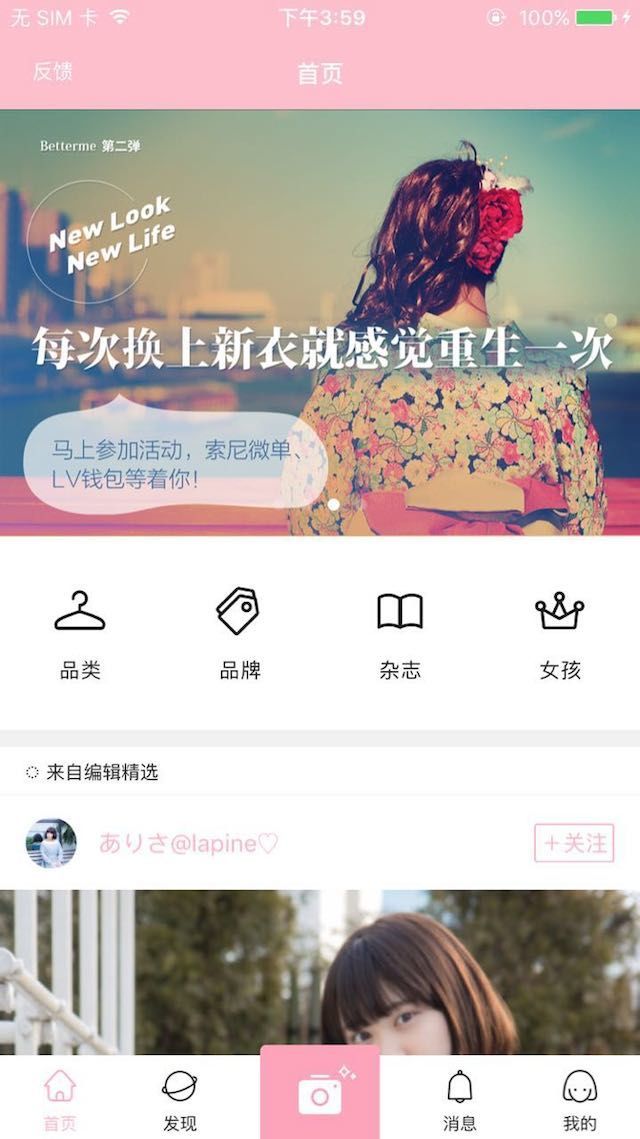 无 SIM 卡 下午3:59 100%
反馈 首页
Betterme 第二弹
New Look
New Life
每次换上新衣就感觉重生一次
马上参加活动，索尼微单、
LV钱包等着你！
品类 品牌 杂志 女孩
来自编辑精选
ありさ@lapine♡ ＋关注
首页 发现 消息 我的